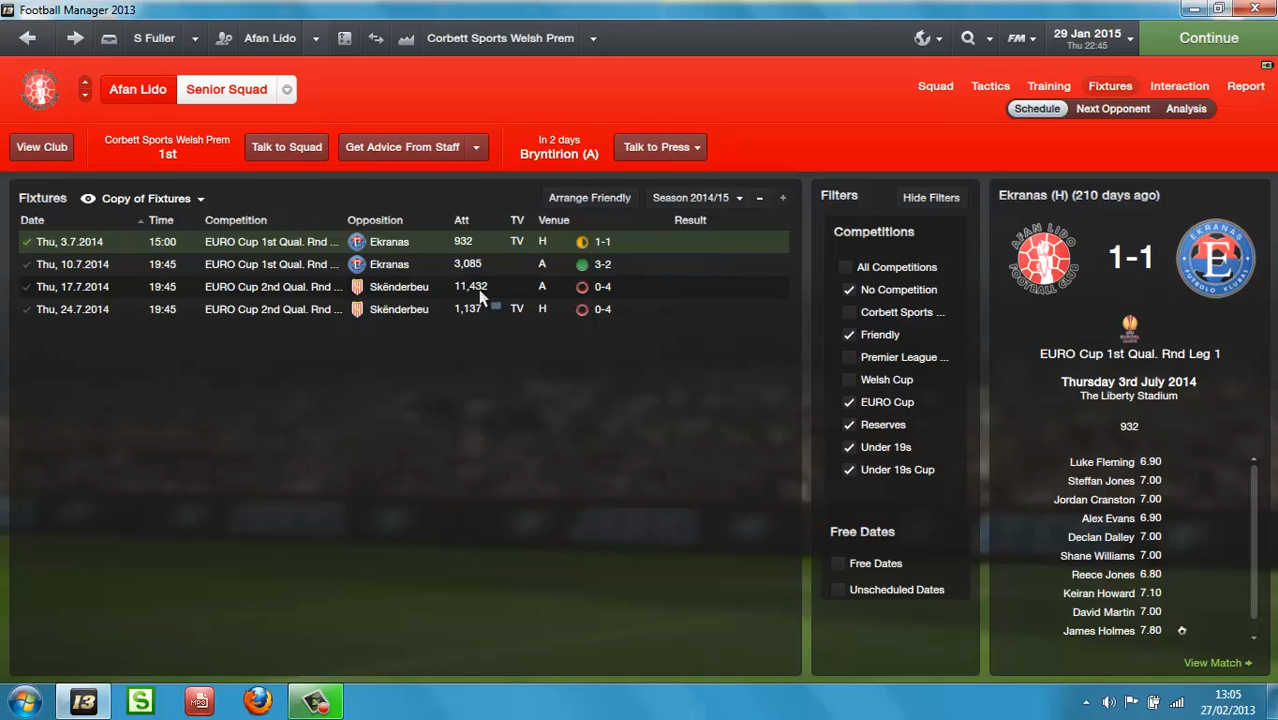 Football Manager 2013
S Fuller
Afan Lido
Corbett Sports Welsh Prem
FM
29 Jan 2015
Thu 22:45
Continue
Afan Lido
Senior Squad
Squad Tactics Training Fixtures Interaction Report
Schedule Next Opponent Analysis
View Club
Corbett Sports Welsh Prem
1st
Talk to Squad
Get Advice From Staff
In 2 days
Bryntirion (A)
Talk to Press
Fixtures Copy of Fixtures Arrange Friendly Season 2014/15 - +
Date Time Competition Opposition Att TV Venue Result
Thu, 3.7.2014 15:00 EURO Cup 1st Qual. Rnd ... Ekranas 932 TV H 1-1
Thu, 10.7.2014 19:45 EURO Cup 1st Qual. Rnd ... Ekranas 3,085 A 3-2
Thu, 17.7.2014 19:45 EURO Cup 2nd Qual. Rnd ... Skënderbeu 11,432 A 0-4
Thu, 24.7.2014 19:45 EURO Cup 2nd Qual. Rnd ... Skënderbeu 1,137 TV H 0-4
Filters Hide Filters
Competitions
All Competitions
No Competition
Corbett Sports ...
Friendly
Premier League ...
Welsh Cup
EURO Cup
Reserves
Under 19s
Under 19s Cup
Free Dates
Free Dates
Unscheduled Dates
Ekranas (H) (210 days ago)
AFAN LIDO
FOOTBALL CLUB
1-1
EKRANAS
FUTBOLO KLUBAS
EURO Cup 1st Qual. Rnd Leg 1
Thursday 3rd July 2014
The Liberty Stadium
932
Luke Fleming 6.90
Steffan Jones 7.00
Jordan Cranston 7.00
Alex Evans 6.90
Declan Dalley 7.00
Shane Williams 7.00
Reece Jones 6.80
Keiran Howard 7.10
David Martin 7.00
James Holmes 7.80
View Match
13
S
MP3
13:05
27/02/2013